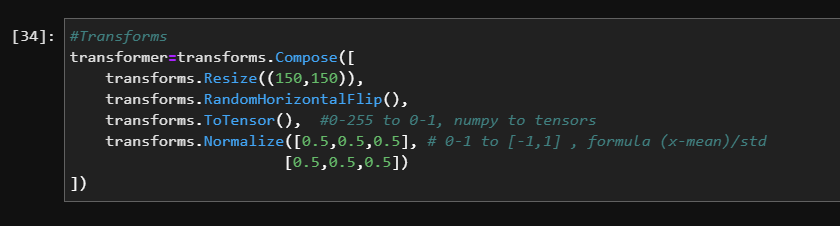 [34]: #Transforms
transformer=transforms.Compose([
    transforms.Resize((150,150)),
    transforms.RandomHorizontalFlip(),
    transforms.ToTensor(),  #0-255 to 0-1, numpy to tensors
    transforms.Normalize([0.5,0.5,0.5], # 0-1 to [-1,1] , formula (x-mean)/std
                        [0.5,0.5,0.5])
])